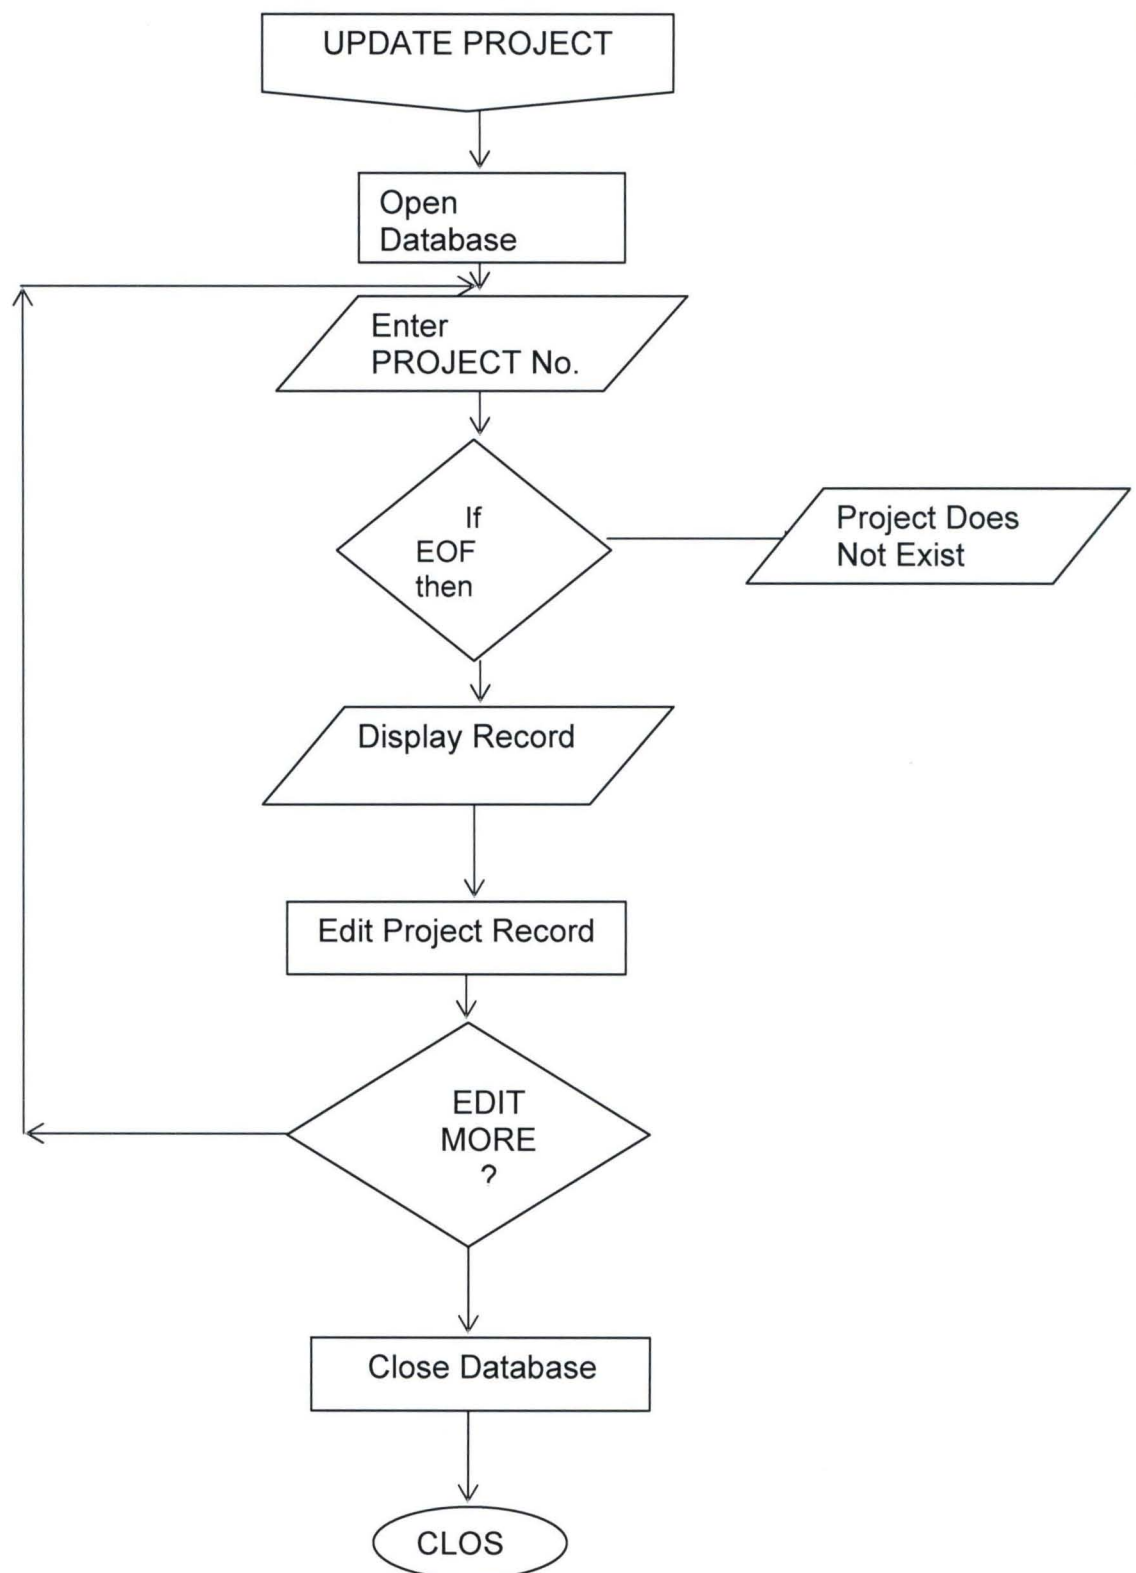 UPDATE PROJECT
Open
Database
Enter
PROJECT No.
If
EOF
then
Project Does
Not Exist
Display Record
Edit Project Record
EDIT
MORE
?
Close Database
CLOS